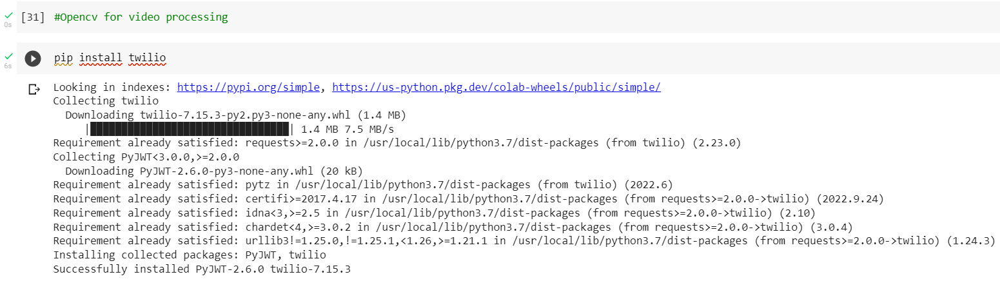 [31] #Opencv for video processing
0s
pip install twilio
6s
Looking in indexes: https://pypi.org/simple, https://us-python.pkg.dev/colab-wheels/public/simple/
Collecting twilio
  Downloading twilio-7.15.3-py2.py3-none-any.whl (1.4 MB)
     |████████████████████████████████| 1.4 MB 7.5 MB/s
Requirement already satisfied: requests>=2.0.0 in /usr/local/lib/python3.7/dist-packages (from twilio) (2.23.0)
Collecting PyJWT<3.0.0,>=2.0.0
  Downloading PyJWT-2.6.0-py3-none-any.whl (20 kB)
Requirement already satisfied: pytz in /usr/local/lib/python3.7/dist-packages (from twilio) (2022.6)
Requirement already satisfied: certifi>=2017.4.17 in /usr/local/lib/python3.7/dist-packages (from requests>=2.0.0->twilio) (2022.9.24)
Requirement already satisfied: idna<3,>=2.5 in /usr/local/lib/python3.7/dist-packages (from requests>=2.0.0->twilio) (2.10)
Requirement already satisfied: chardet<4,>=3.0.2 in /usr/local/lib/python3.7/dist-packages (from requests>=2.0.0->twilio) (3.0.4)
Requirement already satisfied: urllib3!=1.25.0,!=1.25.1,<1.26,>=1.21.1 in /usr/local/lib/python3.7/dist-packages (from requests>=2.0.0->twilio) (1.24.3)
Installing collected packages: PyJWT, twilio
Successfully installed PyJWT-2.6.0 twilio-7.15.3